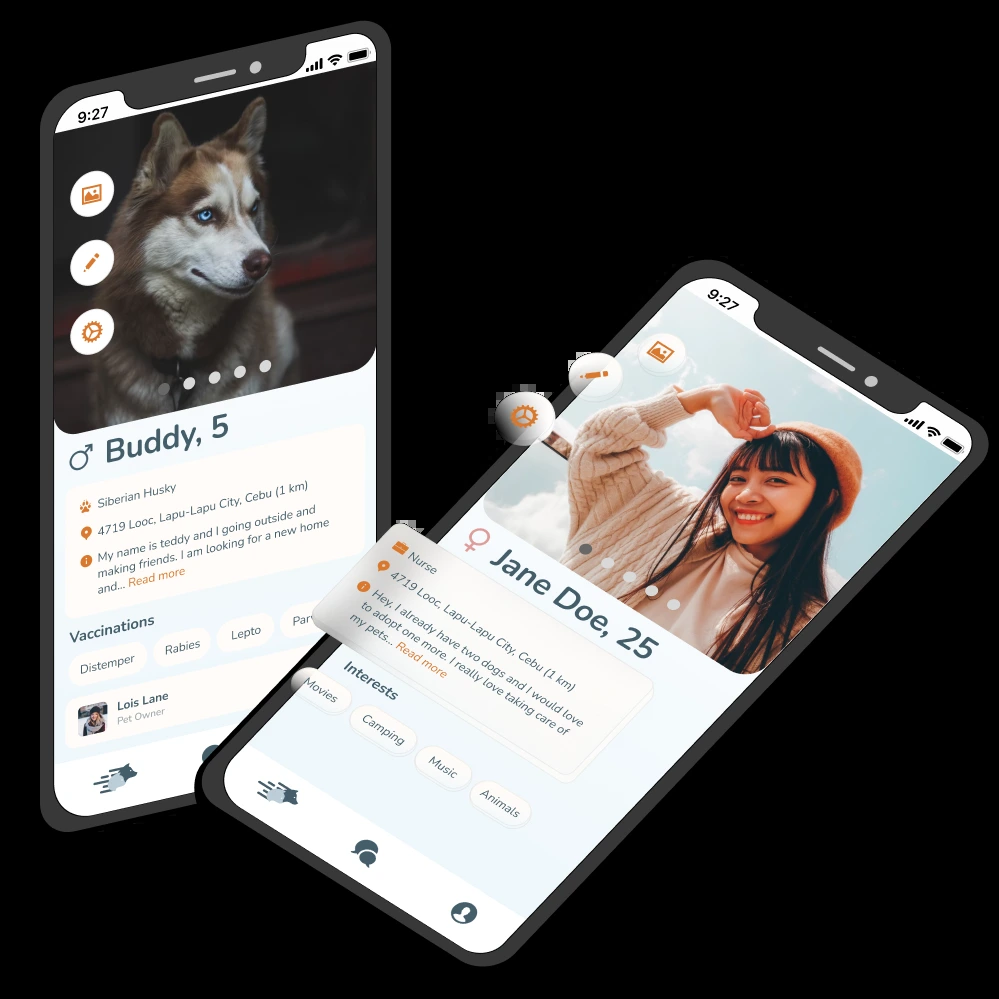 9:27
Buddy, 5
Siberian Husky
4719 Looc, Lapu-Lapu City, Cebu (1 km)
My name is teddy and I going outside and
making friends. I am looking for a new home
and... Read more
Vaccinations
Distemper
Rabies
Lepto
Par
Lois Lane
Pet Owner
9:27
Jane Doe, 25
Nurse
4719 Looc, Lapu-Lapu City, Cebu (1 km)
Hey, I already have two dogs and I would love
to adopt one more. I really love taking care of
my pets... Read more
Interests
Movies
Camping
Music
Animals